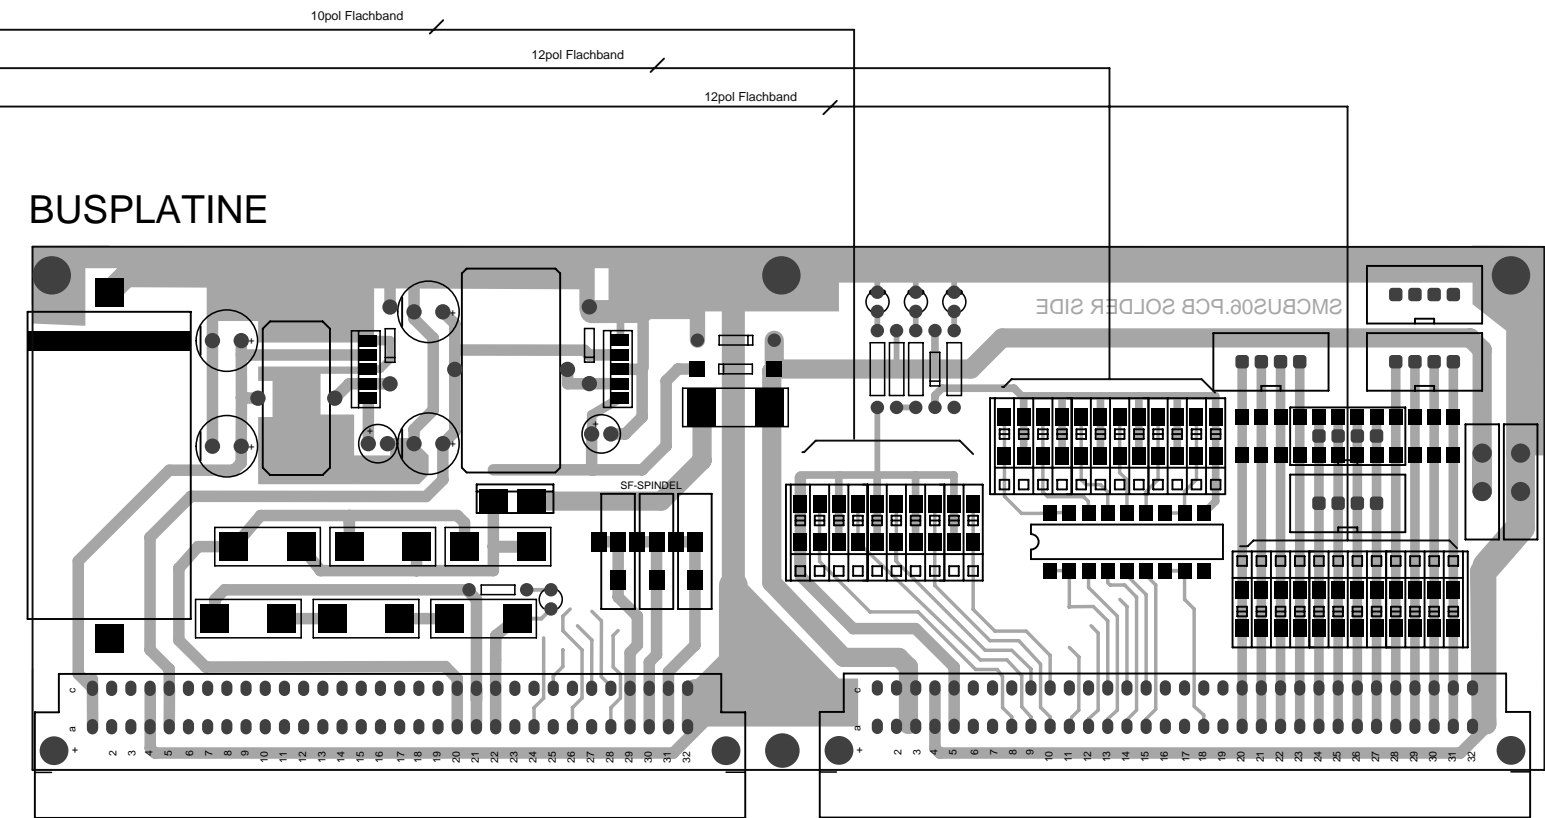 10pol Flachband
12pol Flachband
12pol Flachband
BUSPLATINE
SMCBUS06.PCB SOLDER SIDE
+ + + + + + +
SF-SPINDEL
c c
a a
+ 2 3 4 5 6 7 8 9 10 11 12 13 14 15 16 17 18 19 20 21 22 23 24 25 26 27 28 29 30 31 32
+ 2 3 4 5 6 7 8 9 10 11 12 13 14 15 16 17 18 19 20 21 22 23 24 25 26 27 28 29 30 31 32